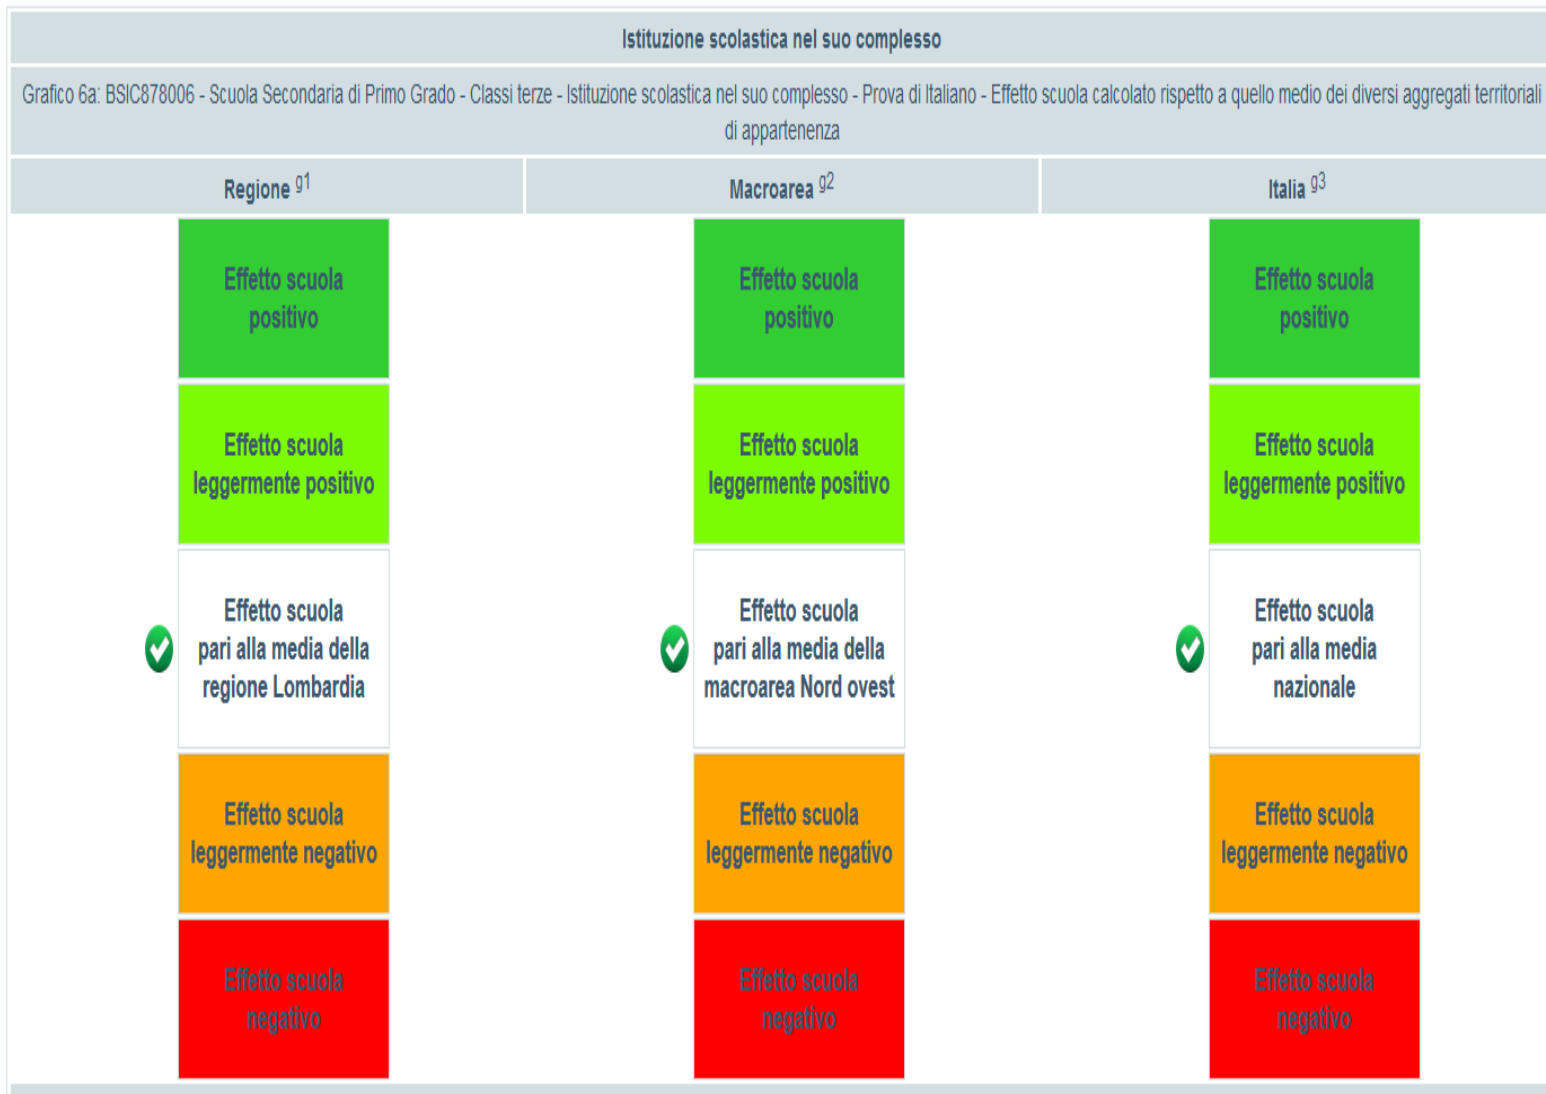 Istituzione scolastica nel suo complesso
Grafico 6a: BSIC878006 - Scuola Secondaria di Primo Grado - Classi terze - Istituzione scolastica nel suo complesso - Prova di Italiano - Effetto scuola calcolato rispetto a quello medio dei diversi aggregati territoriali
di appartenenza
Regione g1
Macroarea g2
Italia g3
Effetto scuola
positivo
Effetto scuola
positivo
Effetto scuola
positivo
Effetto scuola
leggermente positivo
Effetto scuola
leggermente positivo
Effetto scuola
leggermente positivo
Effetto scuola
pari alla media della
regione Lombardia
Effetto scuola
pari alla media della
macroarea Nord ovest
Effetto scuola
pari alla media
nazionale
Effetto scuola
leggermente negativo
Effetto scuola
leggermente negativo
Effetto scuola
leggermente negativo
Effetto scuola
negativo
Effetto scuola
negativo
Effetto scuola
negativo